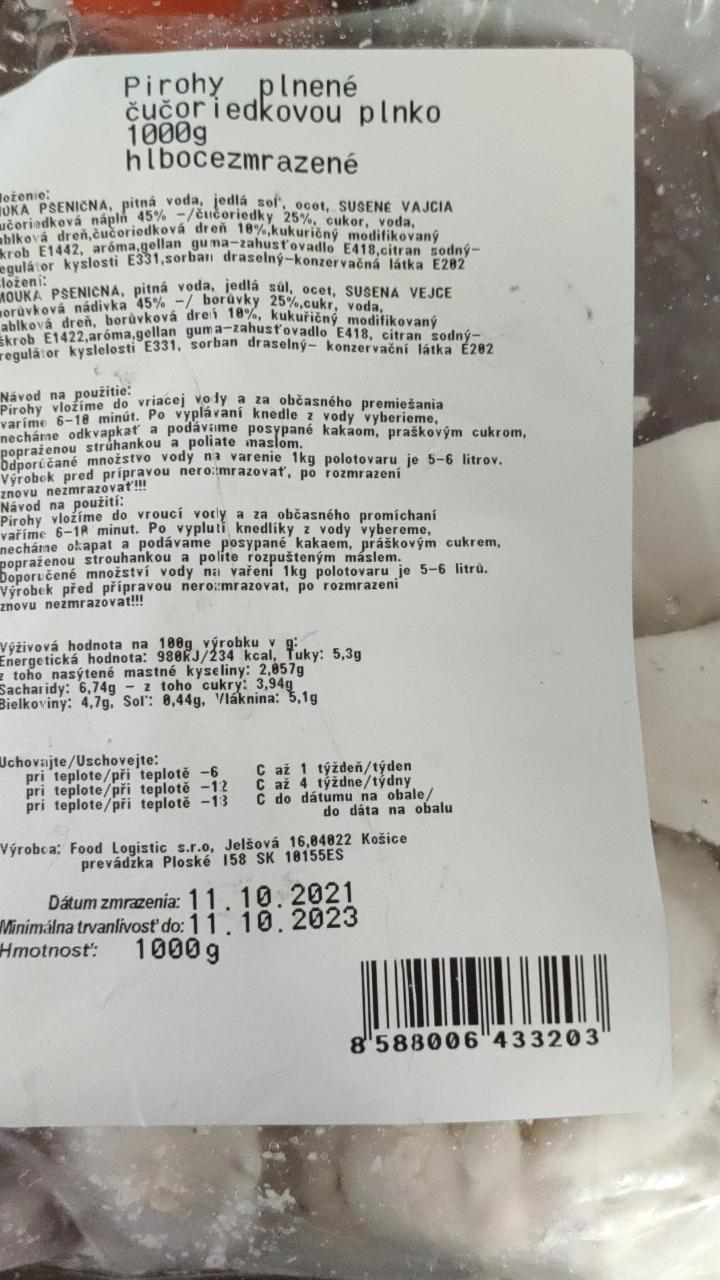 Pirohy plnené
čučoriedkovou plnko
1000g
hlbocezmrazené
loženie:
IOKA PŠENIČNÁ, pitná voda, jedlá soľ, ocot, SUŠENÉ VAJCIA
učoriedková náplň 45% -/čučoriedky 25%, cukor, voda,
ablková dreň,čučoriedková dreň 10%,kukuričný modifikovaný
krob E1442, aróma,gellan guma-zahusťovadlo E418,citran sodný-
egulátor kyslosti E331,sorban draselný-konzervačná látka E202
ložení:
MOUKA PŠENIČNÁ, pitná voda, jedlá sůl, ocet, SUŠENÁ VEJCE
borůvková nádivka 45% -/ borůvky 25%,cukr, voda,
ablková dreň, borůvková dreň 10%, kukuřičný modifikovaný
škrob E1422,aróma,gellan guma-zahusťovadlo E418, citran sodný-
regulátor kyslelosti E331, sorban draselný- konzervační látka E202
Návod na použitie:
Pirohy vložíme do vriacej vody a za občasného premiešania
varíme 6-10 minút. Po vyplávaní knedle z vody vyberieme,
necháme odkvapkať a podávame posypané kakaom, práškovým cukrom,
popraženou strúhankou a poliate maslom.
Odporúčané množstvo vody na varenie 1kg polotovaru je 5-6 litrov.
Výrobok pred prípravou nerozmrazovať, po rozmrazení
znovu nezmrazovať!!!
Návod na použití:
Pirohy vložíme do vroucí vody a za občasného promíchaní
vaříme 6-10 minut. Po vyplutí knedlíky z vody vybereme,
necháme okapat a podávame posypané kakaem, práškovým cukrem,
popraženou strouhankou a polité rozpušteným máslem.
Doporučené množství vody na vaření 1kg polotovaru je 5-6 litrů.
Výrobek před přípravou nerozmrazovat, po rozmrazení
znovu nezmrazovat!!!
Výživová hodnota na 100g výrobku v g:
Energetická hodnota: 980kJ/234 kcal, Tuky: 5,3g
z toho nasýtené mastné kyseliny: 2,057g
Sacharidy: 6,74g - z toho cukry: 3,94g
Bielkoviny: 4,7g, Soľ: 0,44g, Vláknina: 5,1g
Uchovajte/Uschovejte:
pri teplote/při teplotě -6 C až 1 týždeň/týden
pri teplote/při teplotě -12 C až 4 týždne/týdny
pri teplote/při teplotě -18 C do dátumu na obale/
do dáta na obalu
Výrobca: Food Logistic s.r.o, Jelšová 16,04022 Košice
prevádzka Ploské 158 SK 10155ES
Dátum zmrazenia: 11.10.2021
Minimálna trvanlivosť do: 11.10.2023
Hmotnosť: 1000g
8 588006 433203